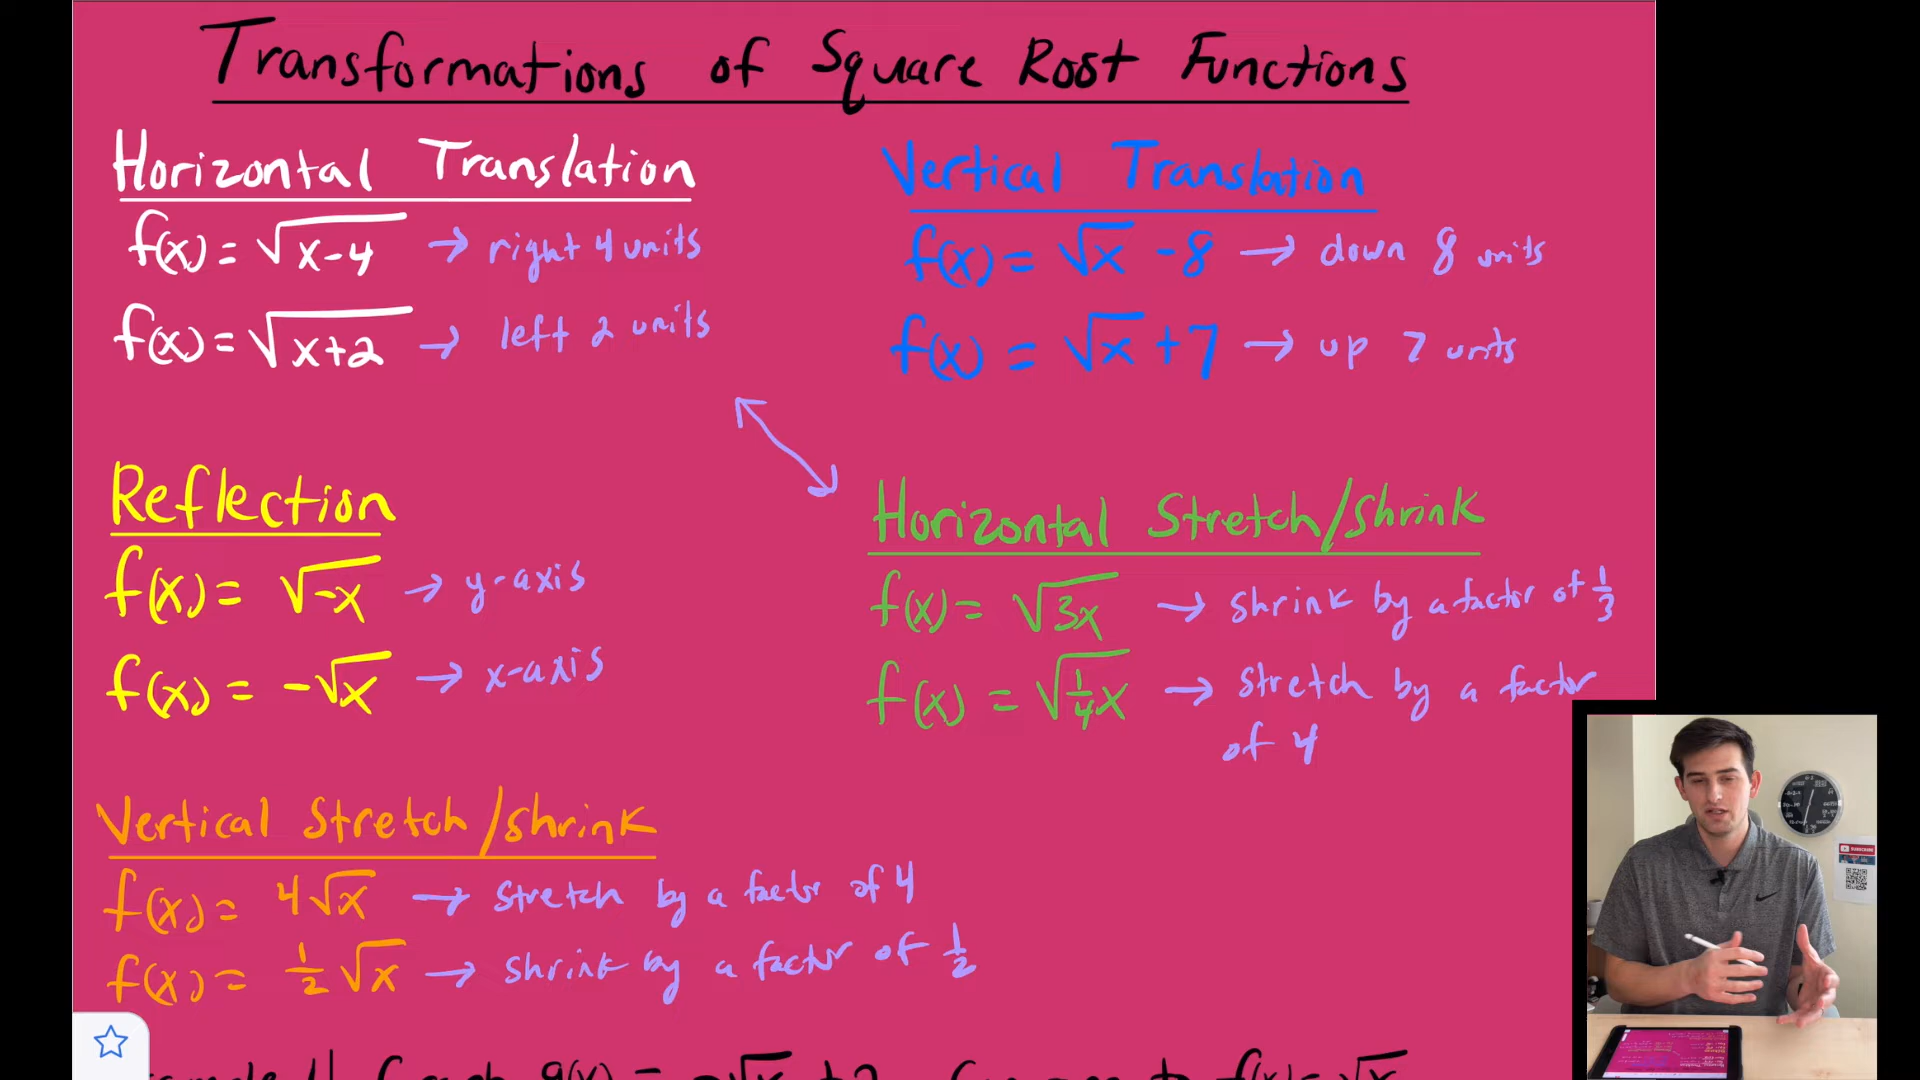 Transformations of Square Root Functions
Horizontal Translation
f(x) = √x-4 → right 4 units
f(x) = √x+2 → left 2 units
Vertical Translation
f(x) = √x -8 → down 8 units
f(x) = √x +7 → up 7 units
Reflection
f(x) = √-x → y-axis
f(x) = -√x → x-axis
Horizontal Stretch/Shrink
f(x) = √3x → shrink by a factor of 1/3
f(x) = √1/4x → stretch by a factor
of 4
Vertical Stretch/Shrink
f(x) = 4√x → stretch by a factor of 4
f(x) = 1/2√x → shrink by a factor of 1/2
g(x) = -√x +2
to f(x) = √x
SUBSCRIBE